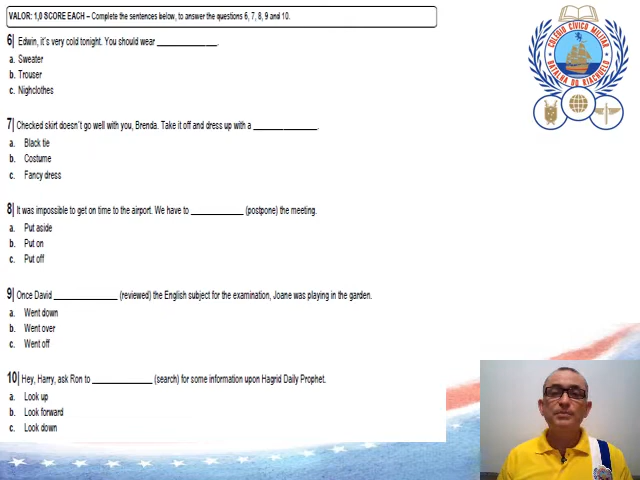 VALOR: 1,0 SCORE EACH – Complete the sentences below, to answer the questions 6, 7, 8, 9 and 10.
6| Edwin, it´s very cold tonight. You should wear _______________.
a. Sweater
b. Trouser
c. Nighclothes
7| Checked skirt doesn´t go well with you, Brenda. Take it off and dress up with a _______________.
a. Black tie
b. Costume
c. Fancy dress
8| It was impossible to get on time to the airport. We have to _____________ (postpone) the meeting.
a. Put aside
b. Put on
c. Put off
9| Once David _______________ (reviewed) the English subject for the examination, Joane was playing in the garden.
a. Went down
b. Went over
c. Went off
10| Hey, Harry, ask Ron to _______________ (search) for some information upon Hagrid Daily Prophet.
a. Look up
b. Look forward
c. Look down
COLÉGIO CÍVICO MILITAR
BATALHA DO RIACHUELO